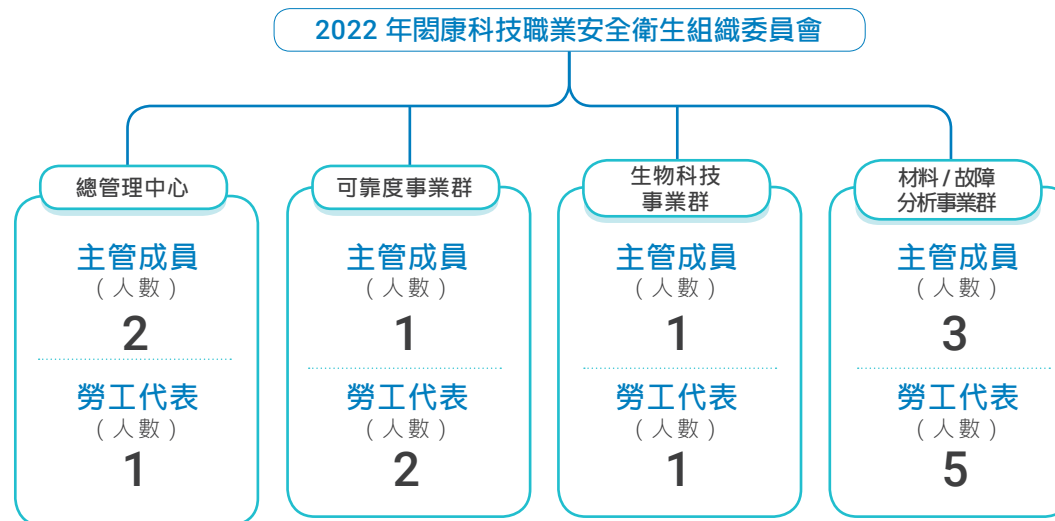 2022 年閎康科技職業安全衛生組織委員會
總管理中心
主管成員
（人數）
2
勞工代表
（人數）
1
可靠度事業群
主管成員
（人數）
1
勞工代表
（人數）
2
生物科技
事業群
主管成員
（人數）
1
勞工代表
（人數）
1
材料 / 故障
分析事業群
主管成員
（人數）
3
勞工代表
（人數）
5